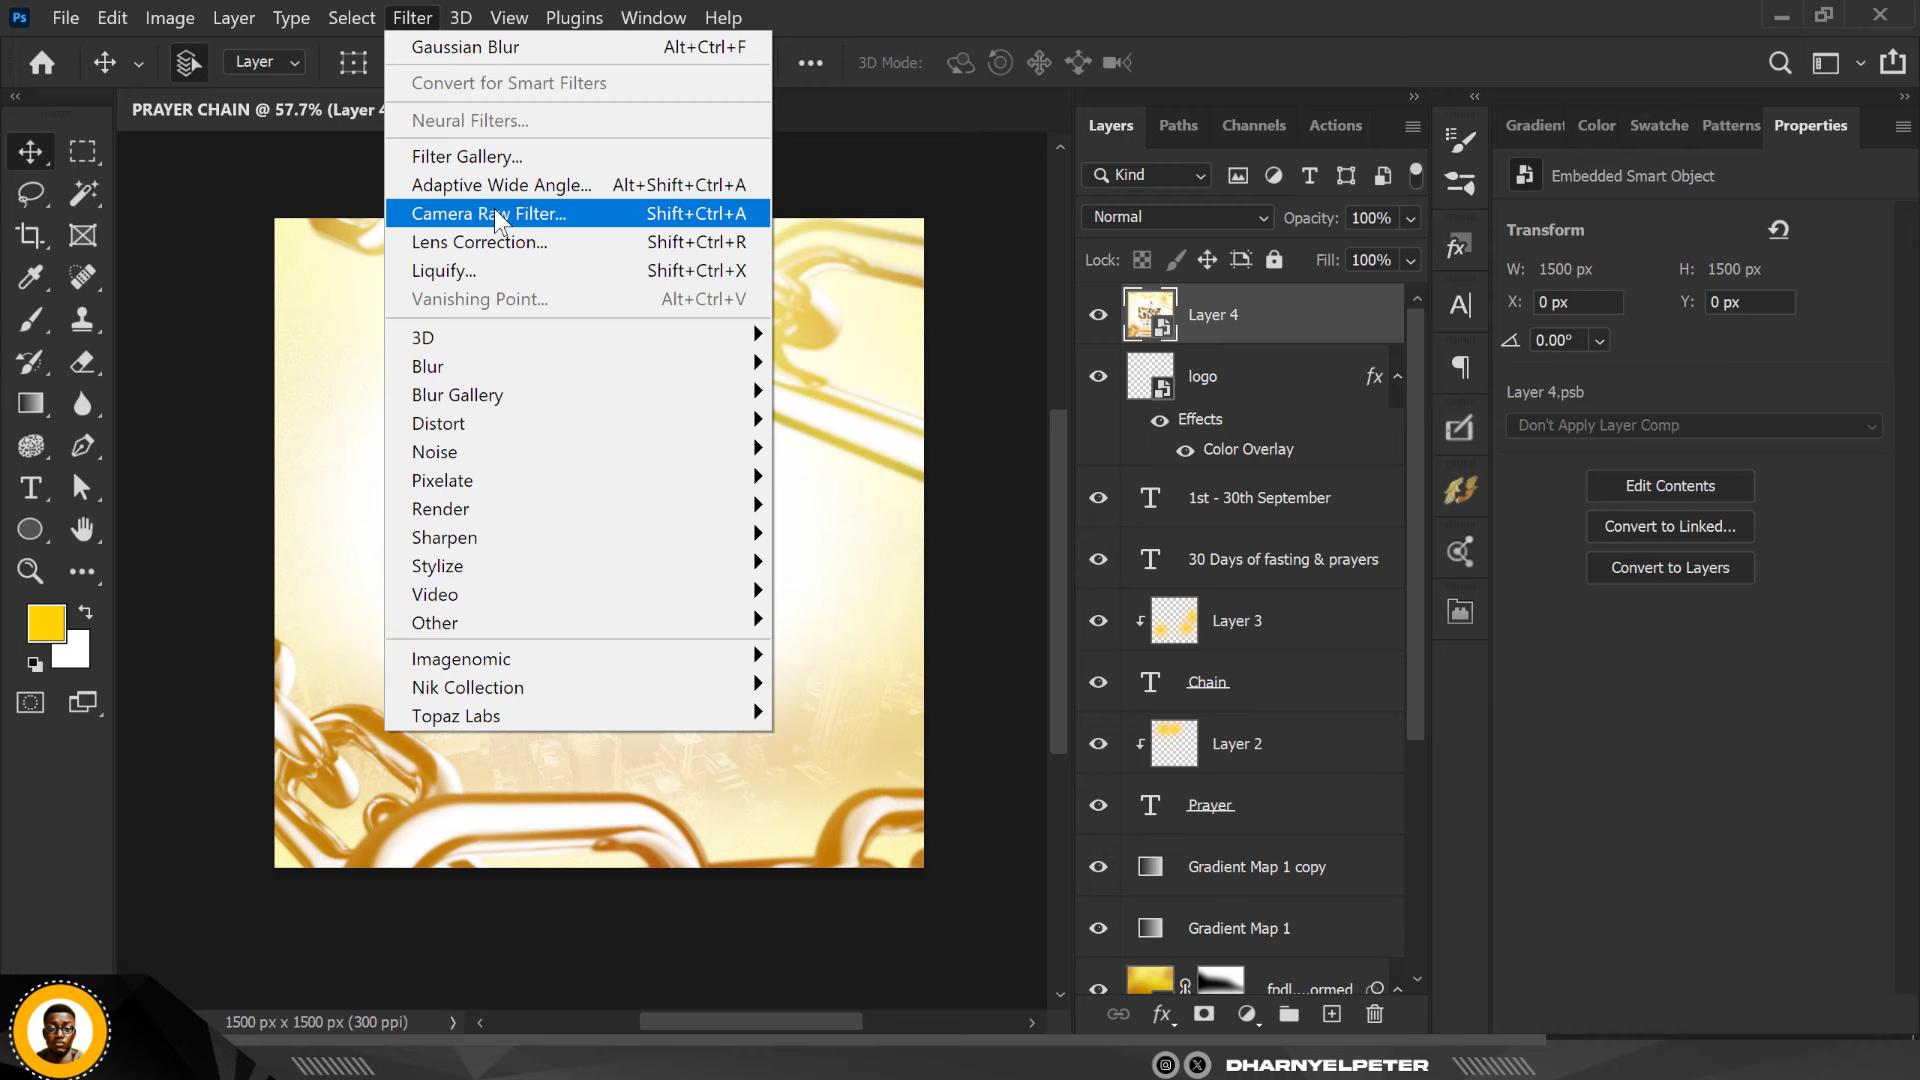 Ps File Edit Image Layer Type Select Filter 3D View Plugins Window Help
Layer 3D Mode:
PRAYER CHAIN @ 57.7% (Layer 4
Gaussian Blur Alt+Ctrl+F
Convert for Smart Filters
Neural Filters...
Filter Gallery...
Adaptive Wide Angle... Alt+Shift+Ctrl+A
Camera Raw Filter... Shift+Ctrl+A
Lens Correction... Shift+Ctrl+R
Liquify... Shift+Ctrl+X
Vanishing Point... Alt+Ctrl+V
3D
Blur
Blur Gallery
Distort
Noise
Pixelate
Render
Sharpen
Stylize
Video
Other
Imagenomic
Nik Collection
Topaz Labs
1500 px x 1500 px (300 ppi)
Layers Paths Channels Actions
Kind
Normal Opacity: 100%
Lock: Fill: 100%
Layer 4
logo fx
Effects
Color Overlay
1st - 30th September
30 Days of fasting & prayers
Layer 3
Chain
Layer 2
Prayer
Gradient Map 1 copy
Gradient Map 1
fpdl....ormed
fx
Gradient Color Swatche Patterns Properties
Embedded Smart Object
Transform
W: 1500 px H: 1500 px
X: 0 px Y: 0 px
0.00°
Layer 4.psb
Don't Apply Layer Comp
Edit Contents
Convert to Linked...
Convert to Layers
DHARNYELPETER